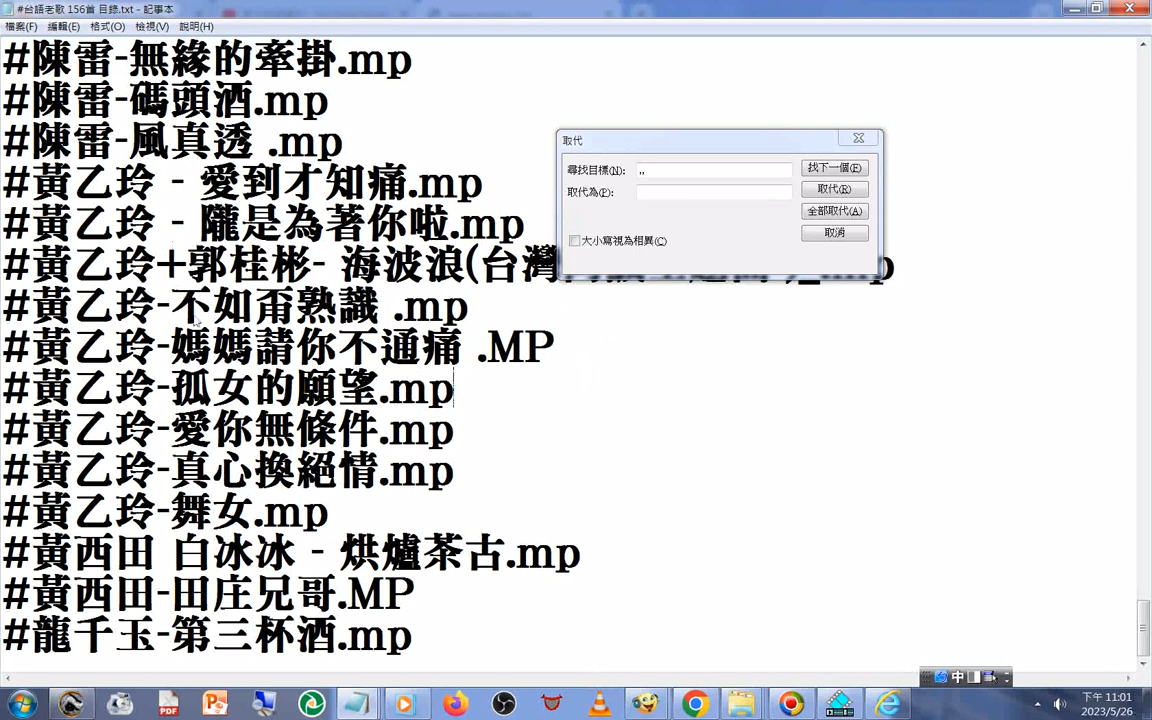 #台語老歌 156首 目錄.txt - 記事本
檔案(F) 編輯(E) 格式(O) 檢視(V) 說明(H)
#陳雷-無緣的牽掛.mp
#陳雷-碼頭酒.mp
#陳雷-風真透 .mp
#黃乙玲 - 愛到才知痛.mp
#黃乙玲 - 隴是為著你啦.mp
#黃乙玲+郭桂彬- 海波浪(台灣
#黃乙玲-不如甭熟識 .mp
#黃乙玲-媽媽請你不通痛 .MP
#黃乙玲-孤女的願望.mp
#黃乙玲-愛你無條件.mp
#黃乙玲-真心換絕情.mp
#黃乙玲-舞女.mp
#黃西田 白冰冰 - 烘爐茶古.mp
#黃西田-田庄兄哥.MP
#龍千玉-第三杯酒.mp
取代
尋找目標(N): ,,
找下一個(F)
取代為(P):
取代(R)
全部取代(A)
取消
大小寫視為相異(C)
中
PDF
下午 11:01
2023/5/26